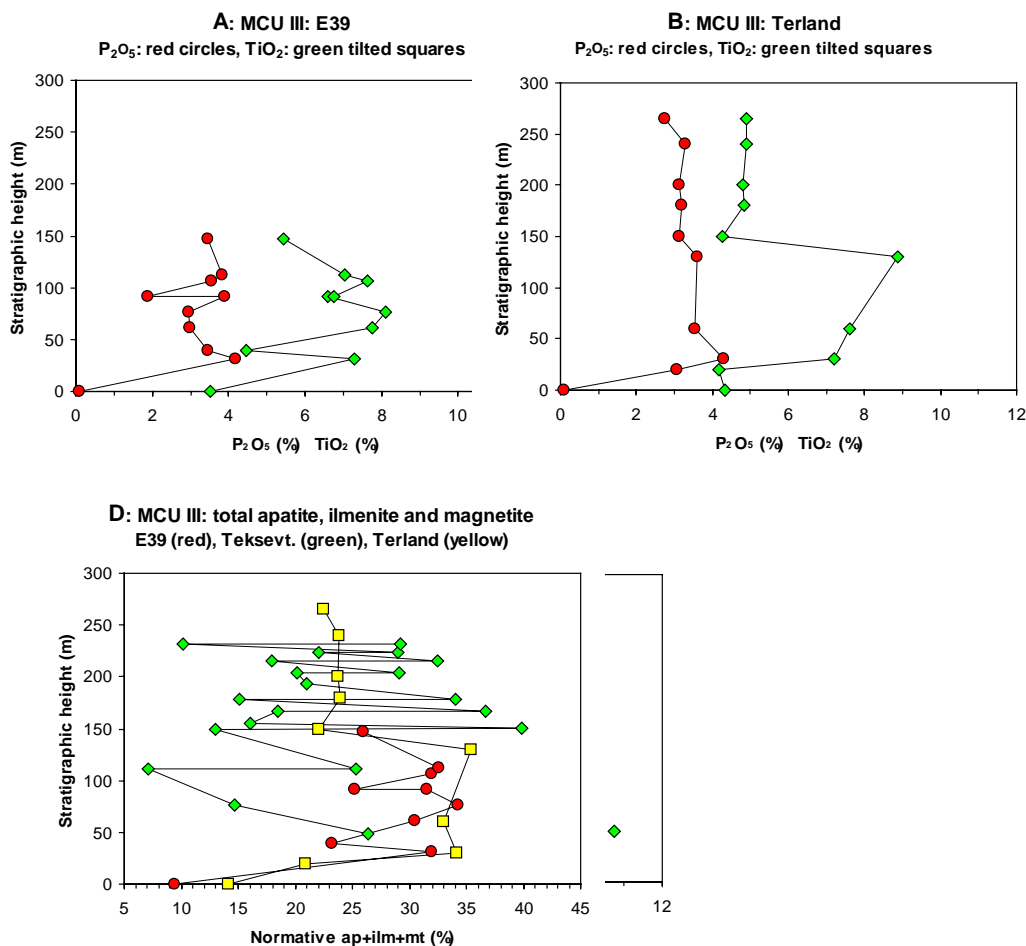 A: MCU III: E39
P2O5: red circles, TiO2: green tilted squares
300
250
200
150
100
50
0
Stratigraphic height (m)
0 2 4 6 8 10
P2O5 (%) TiO2 (%)
B: MCU III: Terland
P2O5: red circles, TiO2: green tilted squares
300
250
200
150
100
50
0
Stratigraphic height (m)
0 2 4 6 8 10 12
P2O5 (%) TiO2 (%)
D: MCU III: total apatite, ilmenite and magnetite
E39 (red), Teksevt. (green), Terland (yellow)
300
250
200
150
100
50
0
Stratigraphic height (m)
5 10 15 20 25 30 35 40 45
Normative ap+ilm+mt (%)
12